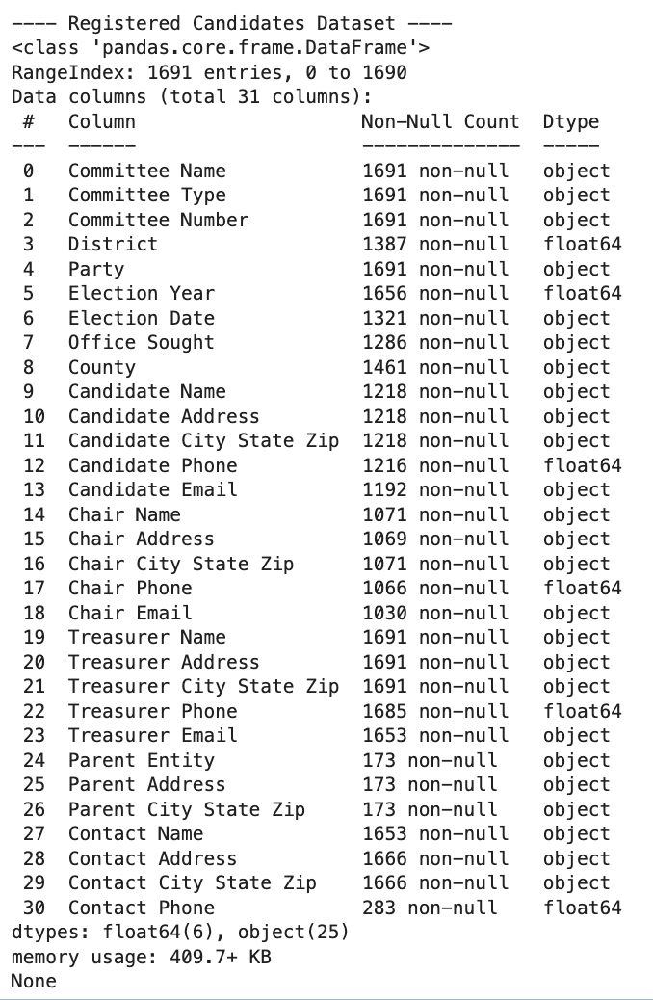 ---- Registered Candidates Dataset ----
<class 'pandas.core.frame.DataFrame'>
RangeIndex: 1691 entries, 0 to 1690
Data columns (total 31 columns):
 #   Column                    Non-Null Count  Dtype
---  ------                    --------------  -----
 0   Committee Name            1691 non-null   object
 1   Committee Type            1691 non-null   object
 2   Committee Number          1691 non-null   object
 3   District                  1387 non-null   float64
 4   Party                     1691 non-null   object
 5   Election Year             1656 non-null   float64
 6   Election Date             1321 non-null   object
 7   Office Sought             1286 non-null   object
 8   County                    1461 non-null   object
 9   Candidate Name            1218 non-null   object
 10  Candidate Address         1218 non-null   object
 11  Candidate City State Zip  1218 non-null   object
 12  Candidate Phone           1216 non-null   float64
 13  Candidate Email           1192 non-null   object
 14  Chair Name                1071 non-null   object
 15  Chair Address             1069 non-null   object
 16  Chair City State Zip      1071 non-null   object
 17  Chair Phone               1066 non-null   float64
 18  Chair Email               1030 non-null   object
 19  Treasurer Name            1691 non-null   object
 20  Treasurer Address         1691 non-null   object
 21  Treasurer City State Zip  1691 non-null   object
 22  Treasurer Phone           1685 non-null   float64
 23  Treasurer Email           1653 non-null   object
 24  Parent Entity             173 non-null    object
 25  Parent Address            173 non-null    object
 26  Parent City State Zip     173 non-null    object
 27  Contact Name              1653 non-null   object
 28  Contact Address           1666 non-null   object
 29  Contact City State Zip    1666 non-null   object
 30  Contact Phone             283 non-null    float64
dtypes: float64(6), object(25)
memory usage: 409.7+ KB
None